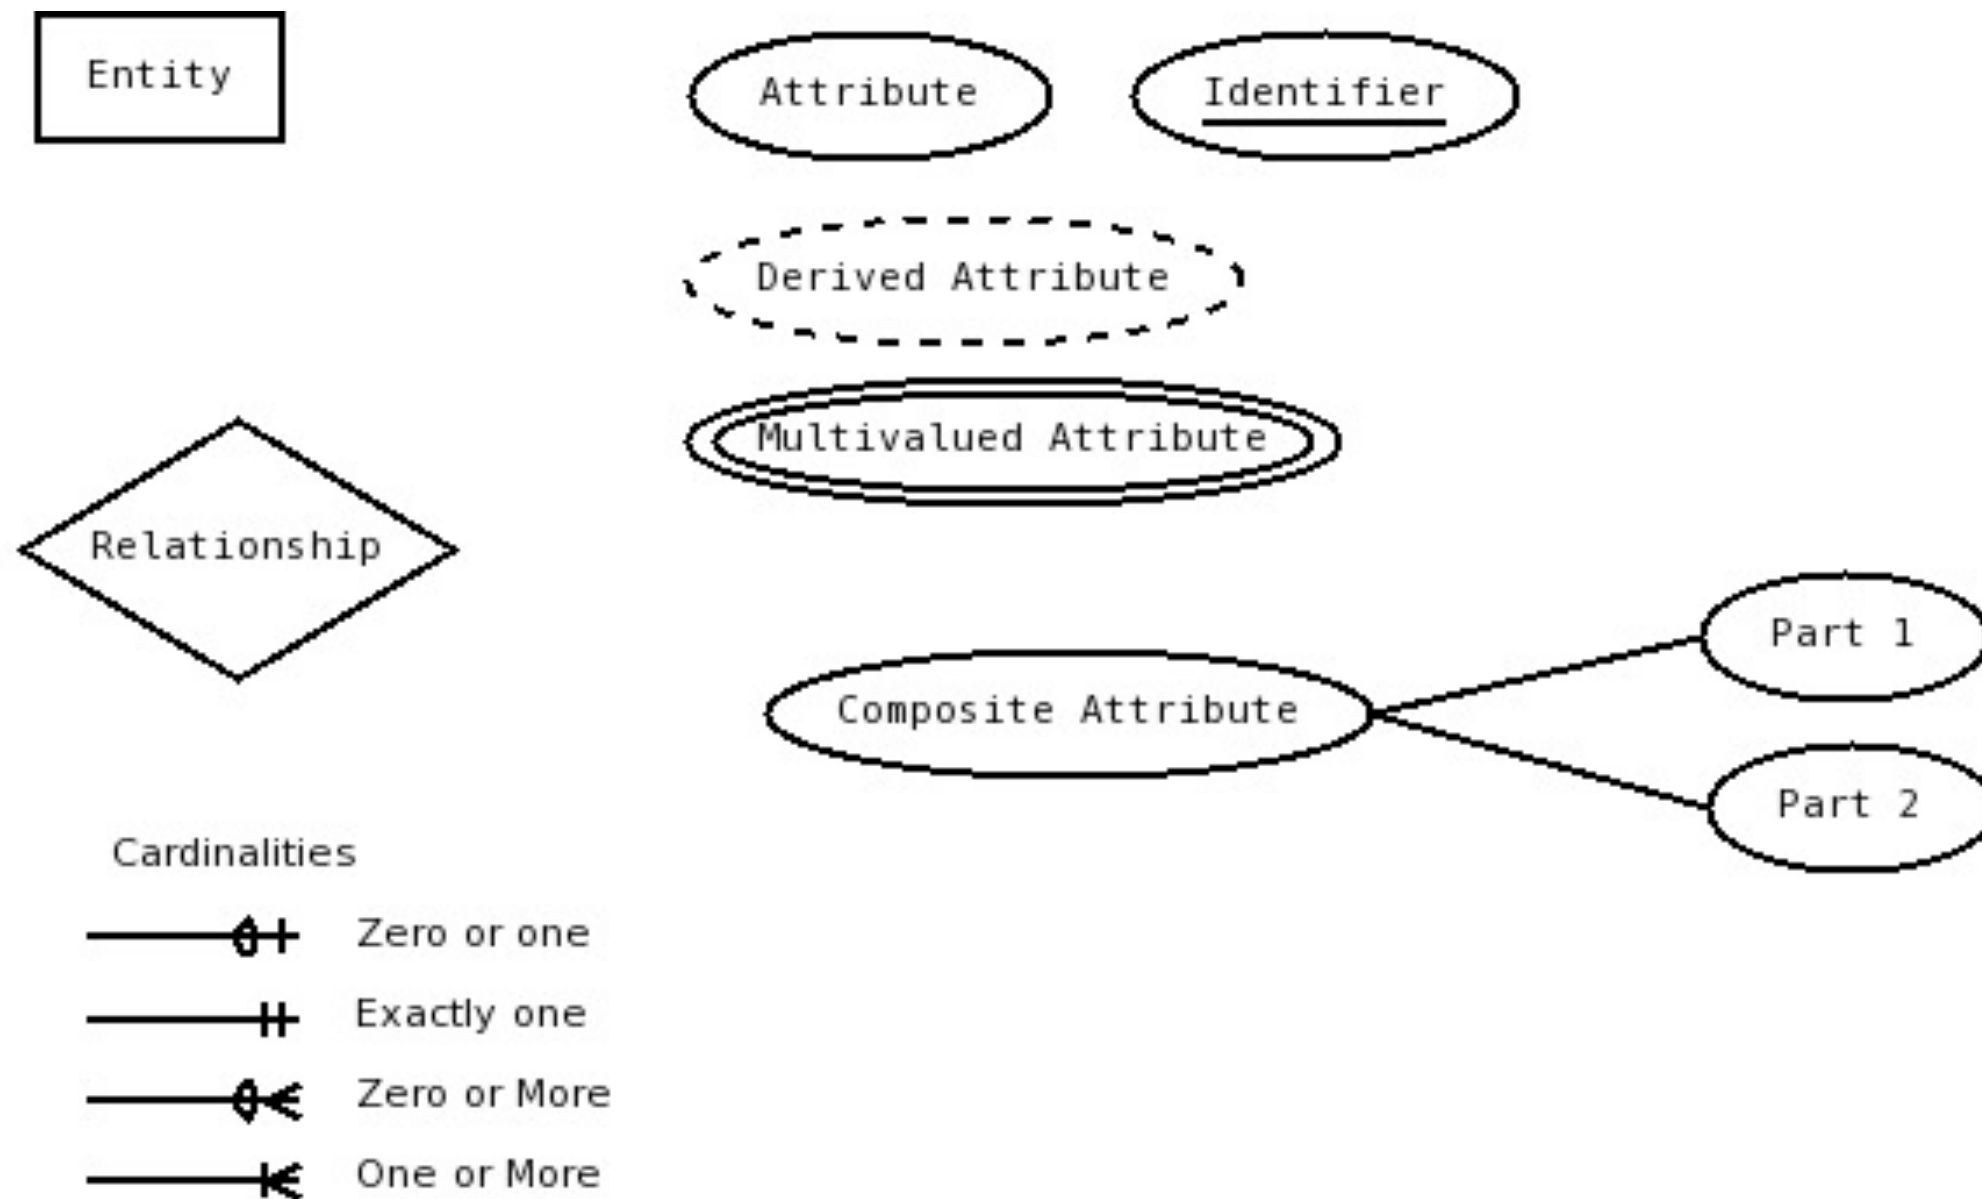 Entity
Attribute
Identifier
Derived Attribute
Multivalued Attribute
Relationship
Part 1
Composite Attribute
Part 2
Cardinalities
Zero or one
Exactly one
Zero or More
One or More